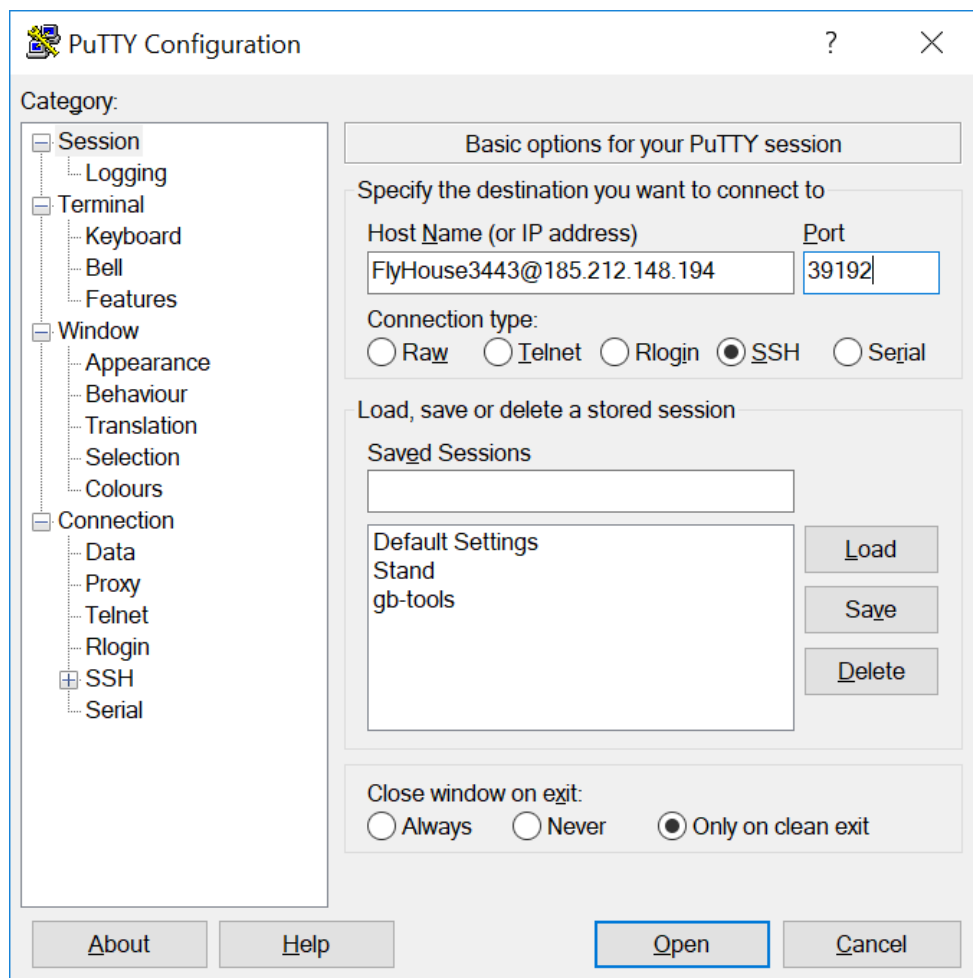 PuTTY Configuration
?
Category:
Session
Logging
Terminal
Keyboard
Bell
Features
Window
Appearance
Behaviour
Translation
Selection
Colours
Connection
Data
Proxy
Telnet
Rlogin
SSH
Serial
Basic options for your PuTTY session
Specify the destination you want to connect to
Host Name (or IP address) Port
FlyHouse3443@185.212.148.194 39192
Connection type:
Raw Telnet Rlogin SSH Serial
Load, save or delete a stored session
Saved Sessions
Default Settings
Stand
gb-tools
Load
Save
Delete
Close window on exit:
Always Never Only on clean exit
About Help Open Cancel